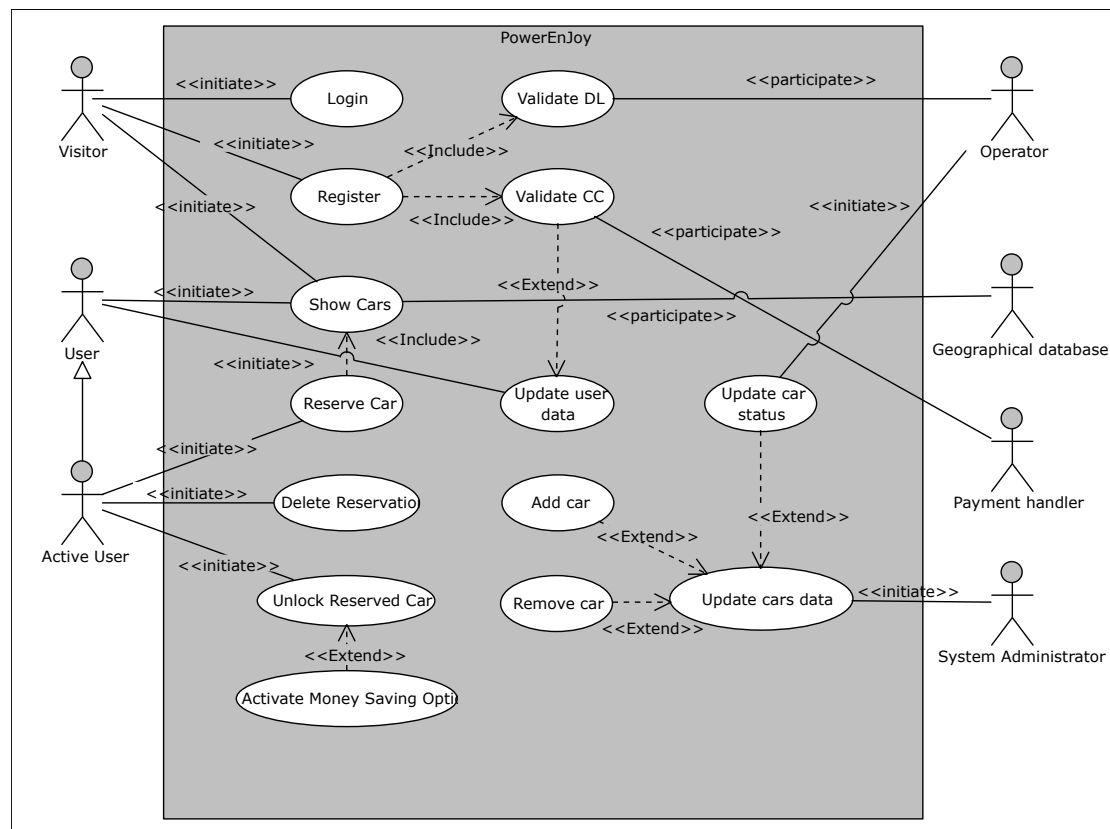 PowerEnJoy
<<initiate>>
<<participate>>
Login
Validate DL
Visitor
Operator
<<initiate>>
<<Include>>
Register
Validate CC
<<initiate>>
<<Include>>
<<initiate>>
<<participate>>
User
<<initiate>>
Show Cars
<<Extend>>
<<participate>>
Geographical database
<<Include>>
<<initiate>>
Reserve Car
Update user
data
Update car
status
<<initiate>>
<<initiate>>
Delete Reservatio
Add car
Payment handler
Active User
<<Extend>>
<<Extend>>
<<initiate>>
Unlock Reserved Car
Remove car
Update cars data
<<initiate>>
<<Extend>>
<<Extend>>
System Administrator
Activate Money Saving Opti